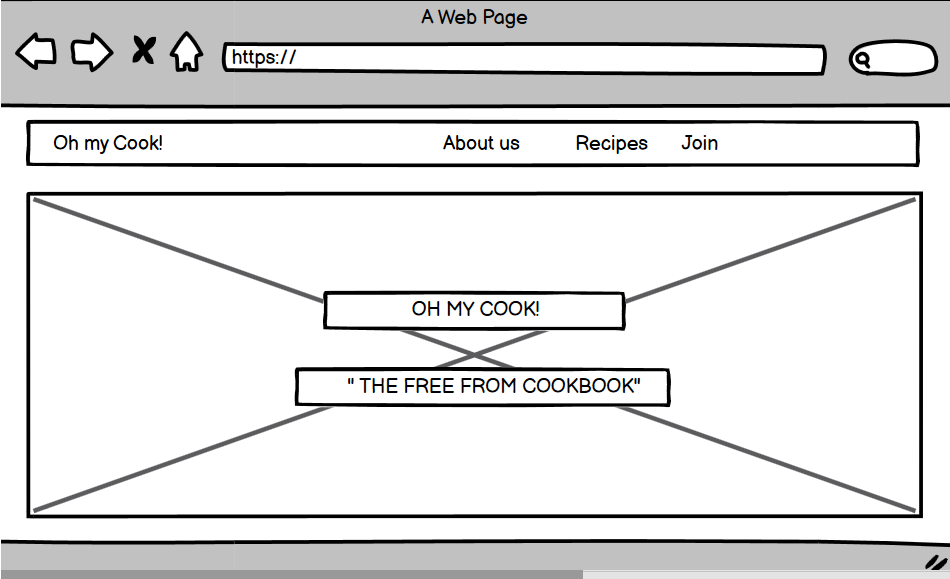 A Web Page
https://
Oh my Cook! About us Recipes Join
OH MY COOK!
" THE FREE FROM COOKBOOK"